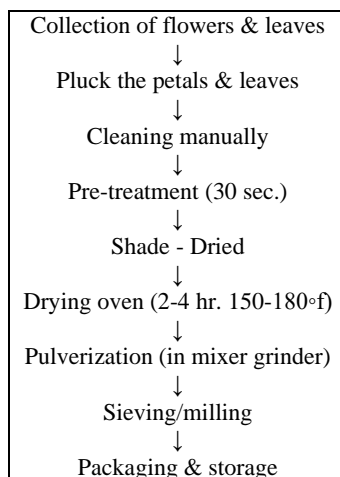 Collection of flowers & leaves
↓
Pluck the petals & leaves
↓
Cleaning manually
↓
Pre-treatment (30 sec.)
↓
Shade - Dried
↓
Drying oven (2-4 hr. 150-180◦f)
↓
Pulverization (in mixer grinder)
↓
Sieving/milling
↓
Packaging & storage